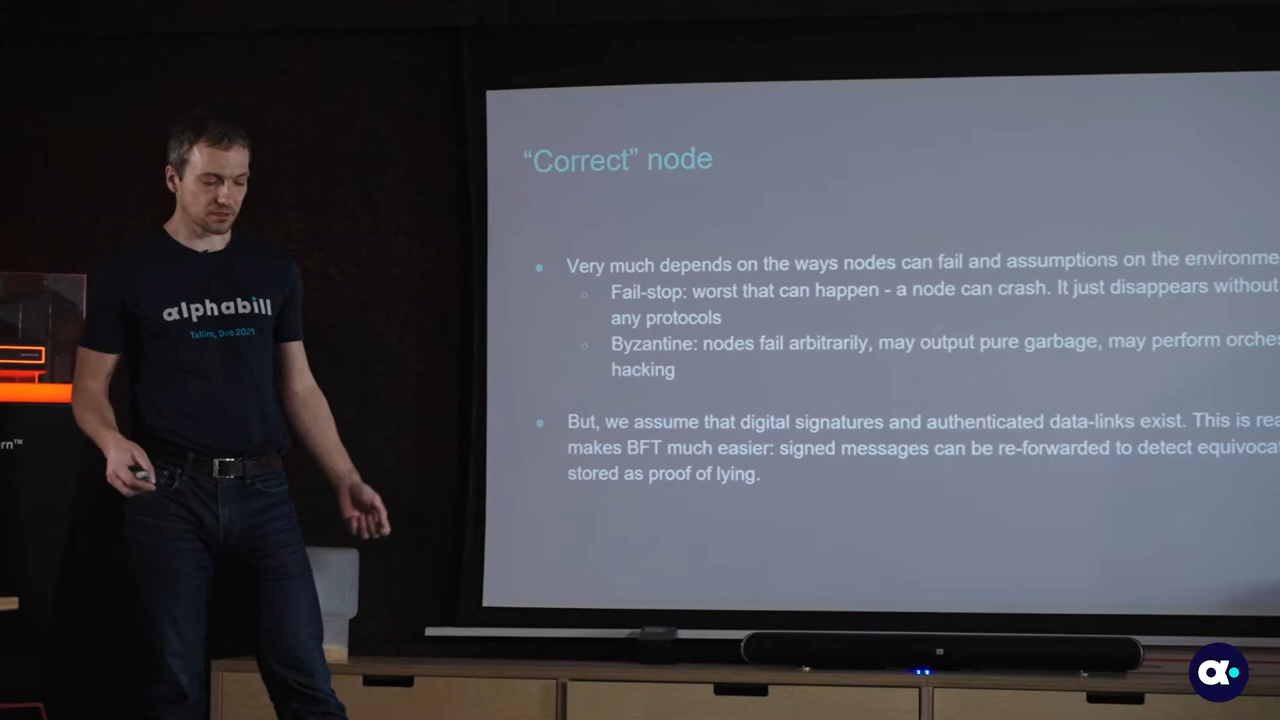 "Correct" node
Very much depends on the ways nodes can fail and assumptions on the environme
Fail-stop: worst that can happen - a node can crash. It just disappears without
any protocols
Byzantine: nodes fail arbitrarily, may output pure garbage, may perform orches
hacking
But, we assume that digital signatures and authenticated data-links exist. This is rea
makes BFT much easier: signed messages can be re-forwarded to detect equivocat
stored as proof of lying.
alphabill
Tallinn, Dec 2021
ern™
α